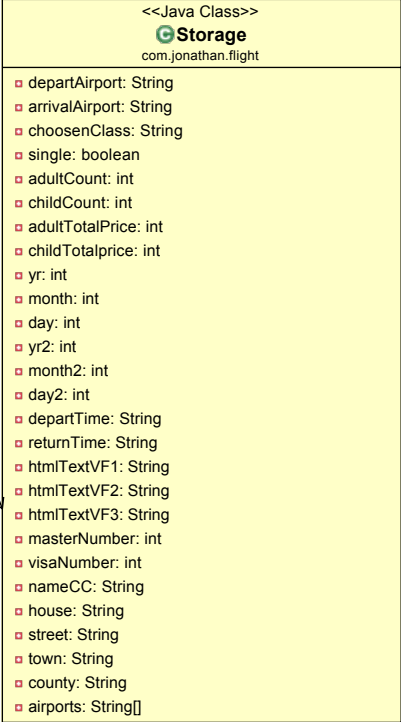 <<Java Class>>
C Storage
com.jonathan.flight
departAirport: String
arrivalAirport: String
choosenClass: String
single: boolean
adultCount: int
childCount: int
adultTotalPrice: int
childTotalprice: int
yr: int
month: int
day: int
yr2: int
month2: int
day2: int
departTime: String
returnTime: String
htmlTextVF1: String
htmlTextVF2: String
htmlTextVF3: String
masterNumber: int
visaNumber: int
nameCC: String
house: String
street: String
town: String
county: String
airports: String[]